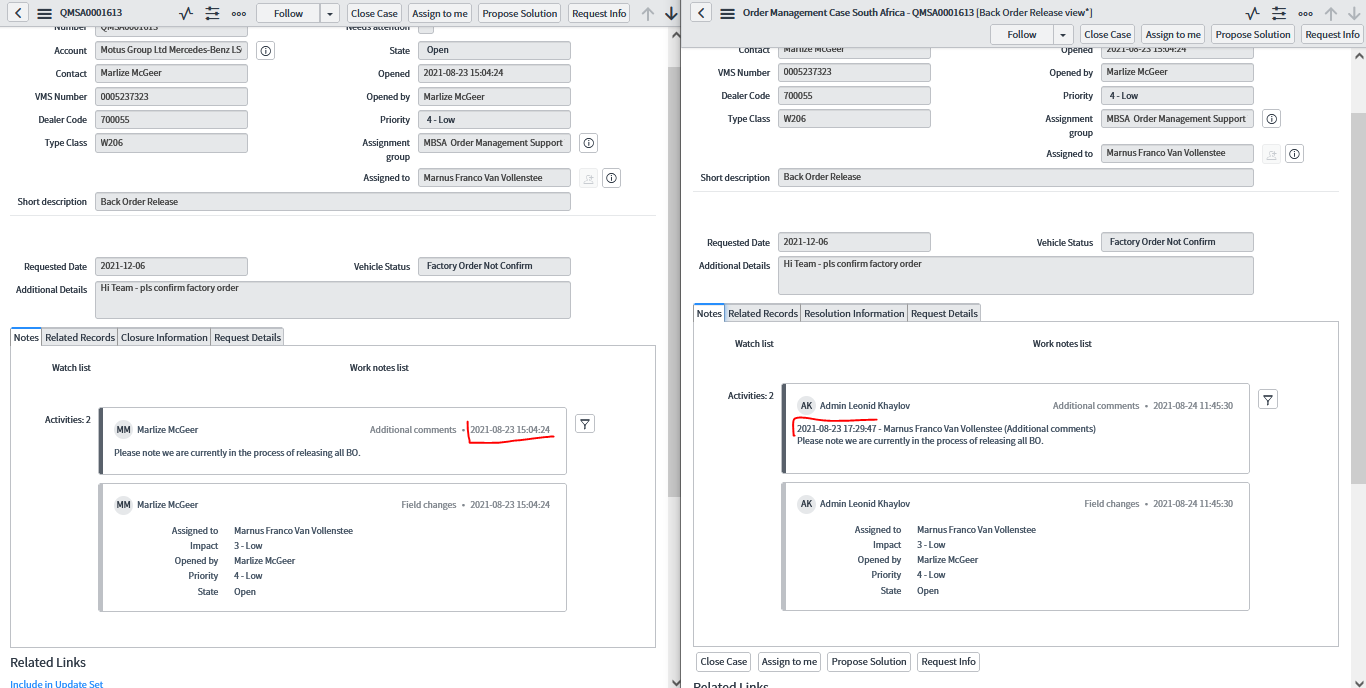 QMSA0001613
Follow
Close Case
Assign to me
Propose Solution
Request Info
Number QMSA0001613
Needs attention
Account Motus Group Ltd Mercedes-Benz LS
State Open
Contact Marlize McGeer
Opened 2021-08-23 15:04:24
VMS Number 0005237323
Opened by Marlize McGeer
Dealer Code 700055
Priority 4 - Low
Type Class W206
Assignment group MBSA Order Management Support
Assigned to Marnus Franco Van Vollenstee
Short description Back Order Release
Requested Date 2021-12-06
Vehicle Status Factory Order Not Confirm
Additional Details Hi Team - pls confirm factory order
Notes Related Records Closure Information Request Details
Watch list
Work notes list
Activities: 2
MM Marlize McGeer Additional comments • 2021-08-23 15:04:24
Please note we are currently in the process of releasing all BO.
MM Marlize McGeer Field changes • 2021-08-23 15:04:24
Assigned to Marnus Franco Van Vollenstee
Impact 3 - Low
Opened by Marlize McGeer
Priority 4 - Low
State Open
Related Links
Include in Update Set
Order Management Case South Africa - QMSA0001613 [Back Order Release view*]
Follow
Close Case
Assign to me
Propose Solution
Request Info
Contact Marlize McGeer
Opened 2021-08-23 15:04:24
VMS Number 0005237323
Opened by Marlize McGeer
Dealer Code 700055
Priority 4 - Low
Type Class W206
Assignment group MBSA Order Management Support
Assigned to Marnus Franco Van Vollenstee
Short description Back Order Release
Requested Date 2021-12-06
Vehicle Status Factory Order Not Confirm
Additional Details Hi Team - pls confirm factory order
Notes Related Records Resolution Information Request Details
Watch list
Work notes list
Activities: 2
AK Admin Leonid Khaylov Additional comments • 2021-08-24 11:45:30
2021-08-23 17:29:47 - Marnus Franco Van Vollenstee (Additional comments)
Please note we are currently in the process of releasing all BO.
AK Admin Leonid Khaylov Field changes • 2021-08-24 11:45:30
Assigned to Marnus Franco Van Vollenstee
Impact 3 - Low
Opened by Marlize McGeer
Priority 4 - Low
State Open
Close Case
Assign to me
Propose Solution
Request Info
Related Links